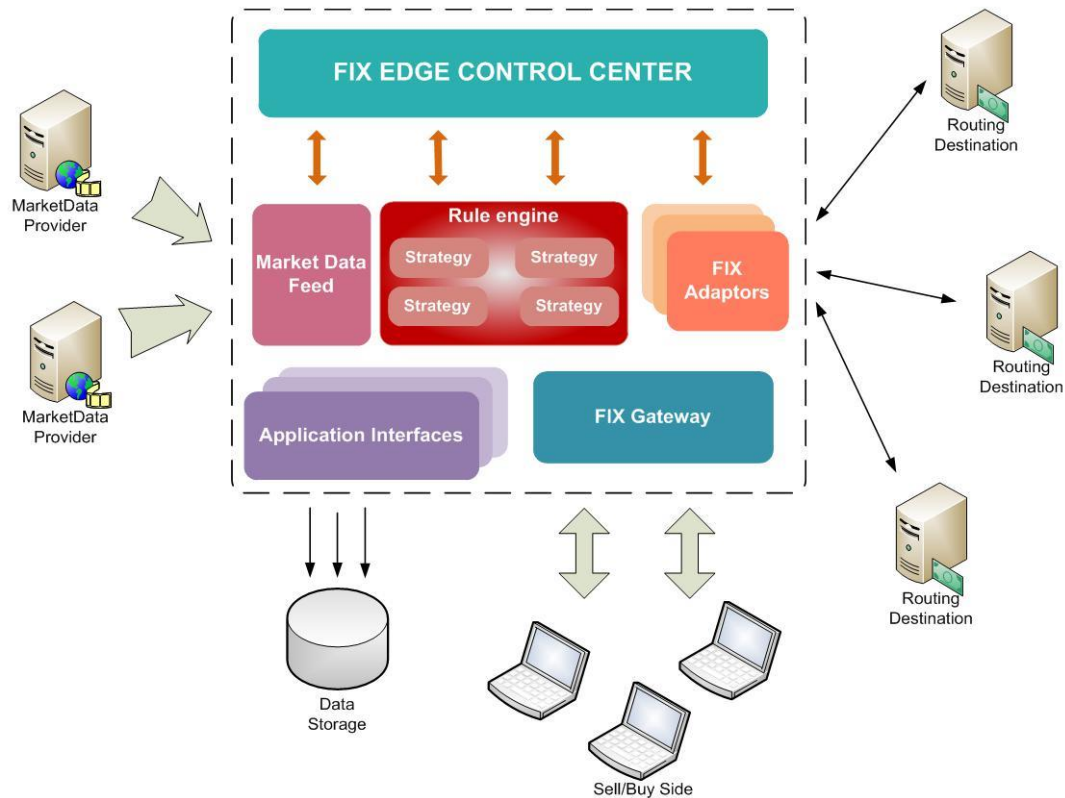 FIX EDGE CONTROL CENTER
MarketData
Provider
Routing
Destination
Market Data
Feed
Rule engine
Strategy
Strategy
Strategy
Strategy
FIX
Adaptors
Routing
Destination
MarketData
Provider
Application Interfaces
FIX Gateway
Routing
Destination
Data
Storage
Sell/Buy Side